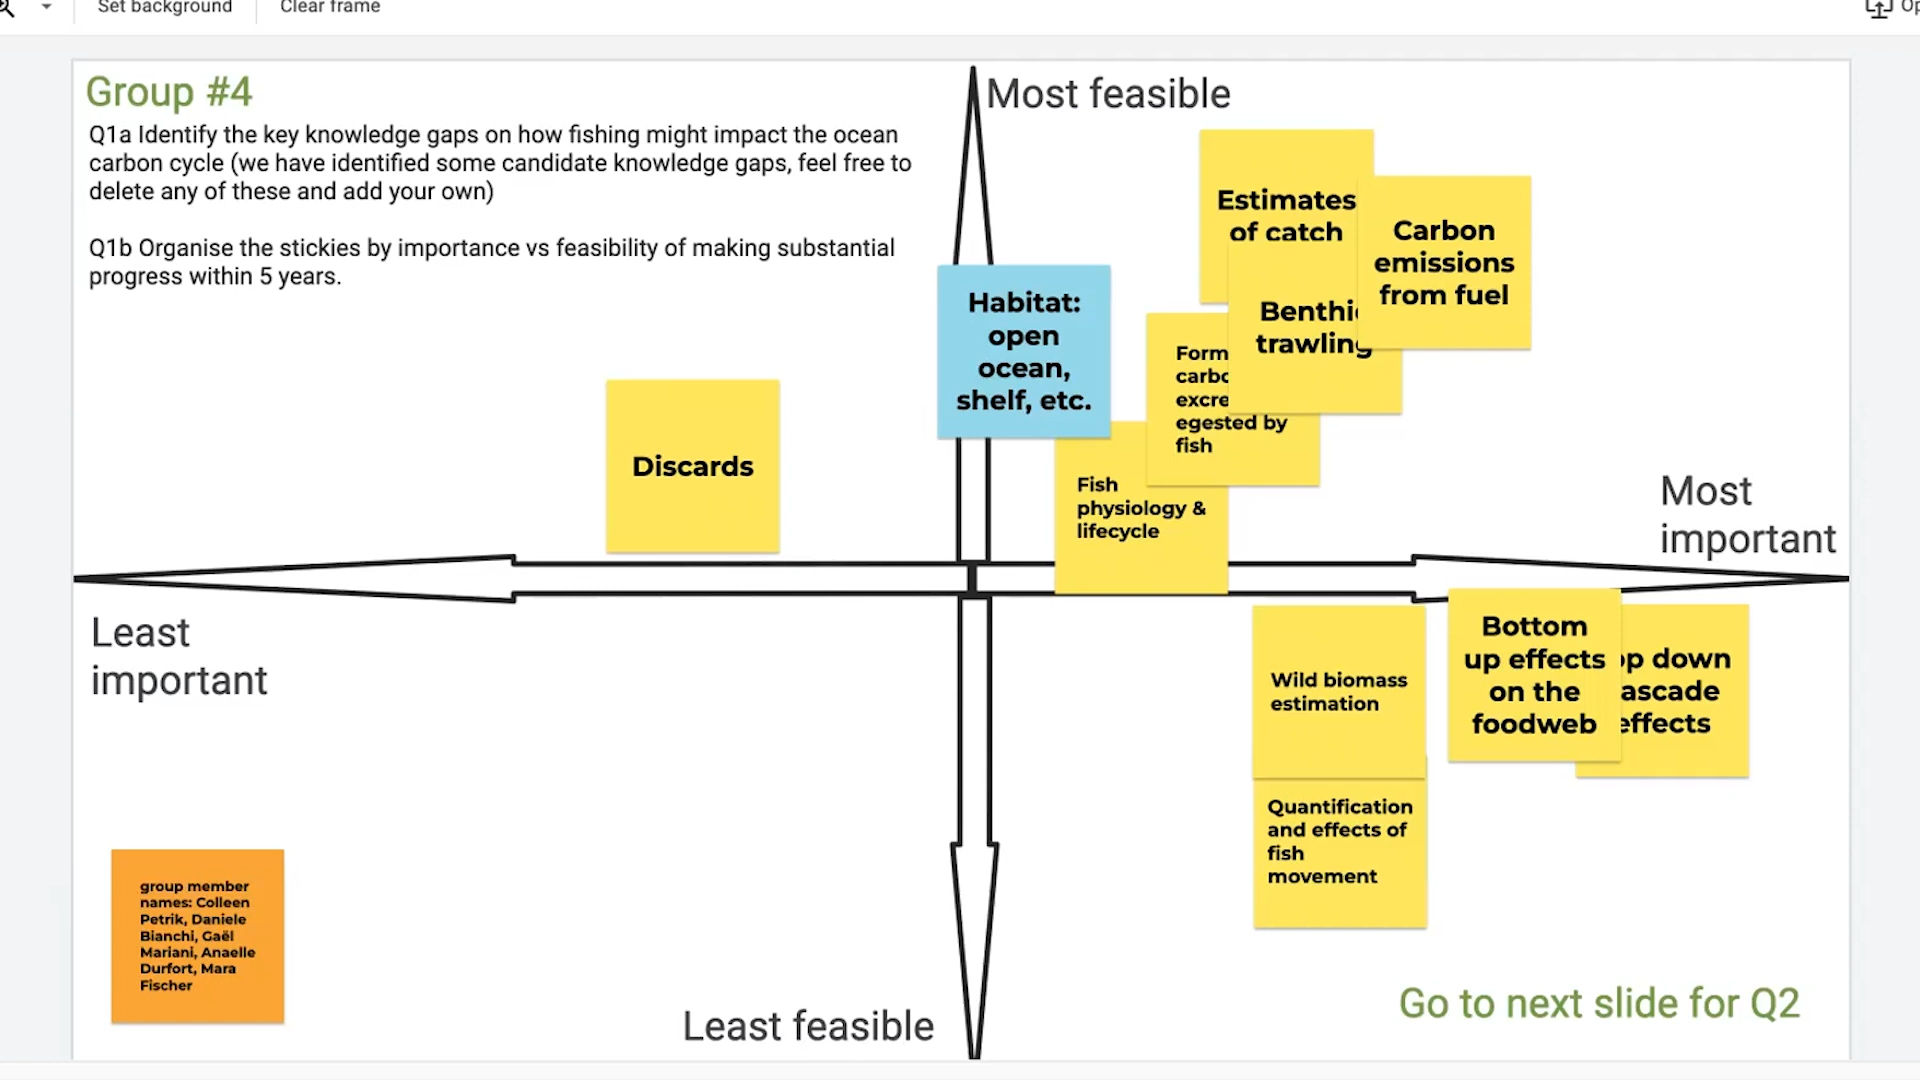 Set background
Clear frame
Group #4
Q1a Identify the key knowledge gaps on how fishing might impact the ocean
carbon cycle (we have identified some candidate knowledge gaps, feel free to
delete any of these and add your own)
Q1b Organise the stickies by importance vs feasibility of making substantial
progress within 5 years.
Most feasible
Estimates
of catch
Carbon
emissions
from fuel
Habitat:
open
ocean,
shelf, etc.
trawling
egested by
fish
Discards
Fish
physiology &
lifecycle
Most
important
Least
important
Wild biomass
estimation
Bottom
up effects
on the
foodweb
down
effects
Quantification
and effects of
fish
movement
group member
names: Colleen
Petrik, Daniele
Bianchi, Gaël
Mariani, Anaelle
Durfort, Mara
Fischer
Least feasible
Go to next slide for Q2